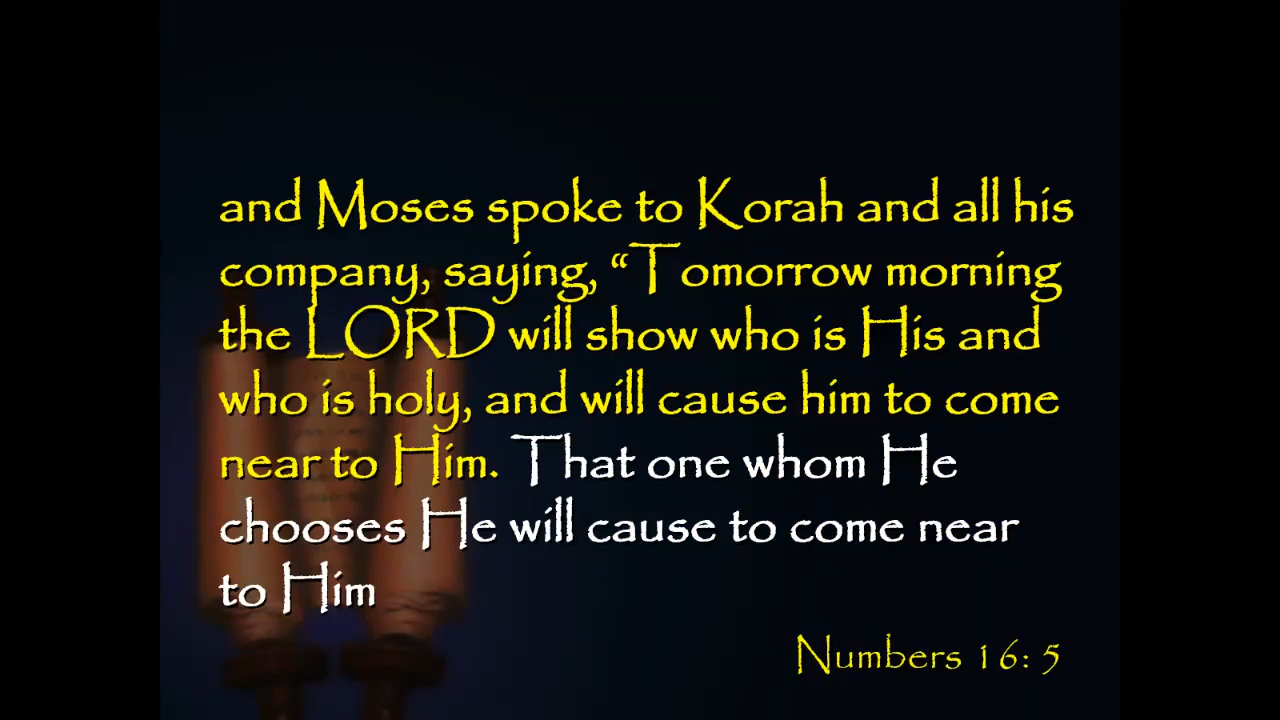 and Moses spoke to Korah and all his
company, saying, “Tomorrow morning
the LORD will show who is His and
who is holy, and will cause him to come
near to Him. That one whom He
chooses He will cause to come near
to Him
Numbers 16: 5